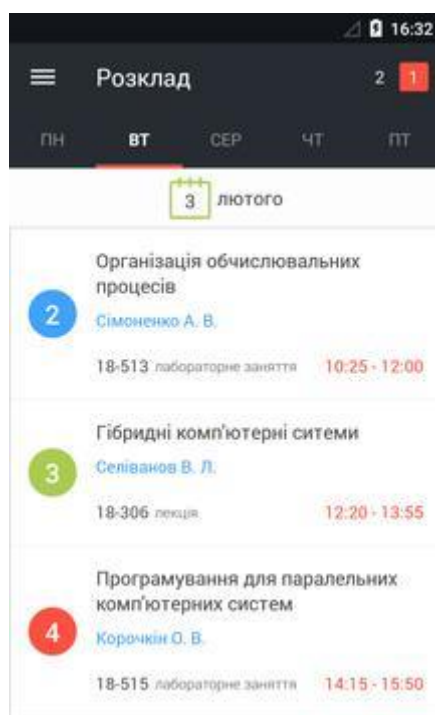 16:32
Розклад 2 1
ПН ВТ СЕР ЧТ ПТ
3 лютого
Організація обчислювальних
процесів
2
Сімоненко А. В.
18-513 лабораторне заняття 10:25 - 12:00
Гібридні комп'ютерні ситеми
3
Селіванов В. Л.
18-306 лекція 12:20 - 13:55
Програмування для паралельних
комп'ютерних систем
4
Корочкін О. В.
18-515 лабораторне заняття 14:15 - 15:50